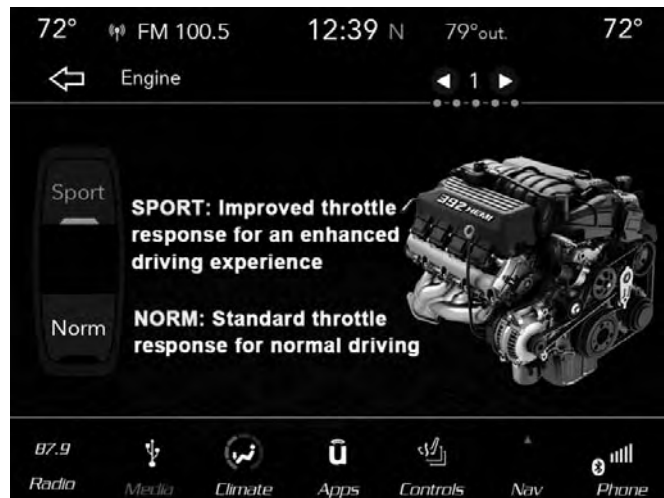 72° FM 100.5 12:39 N 79°out. 72°
Engine 1
Sport
SPORT: Improved throttle
response for an enhanced
driving experience
392 HEMI
Norm
NORM: Standard throttle
response for normal driving
87.9 ū
Radio Media Climate Apps Controls Nav Phone